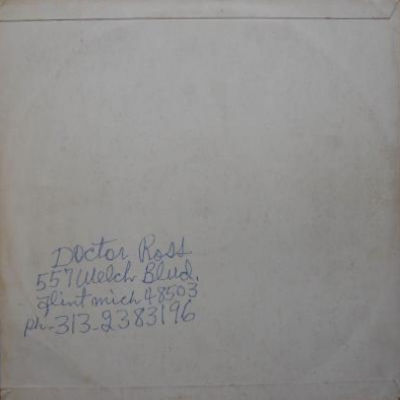 Doctor Ross
557 Welch Blvd.
Flint mich 48503
ph-313-2383196